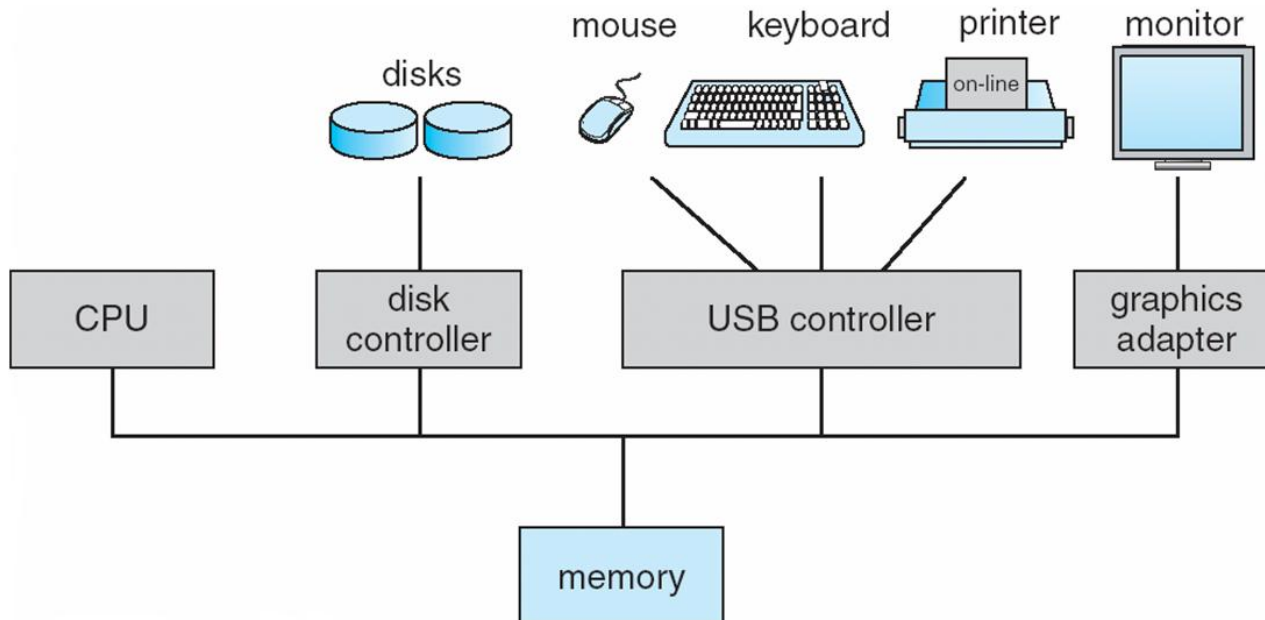 mouse
keyboard
printer
monitor
disks
on-line
CPU
disk
controller
USB controller
graphics
adapter
memory